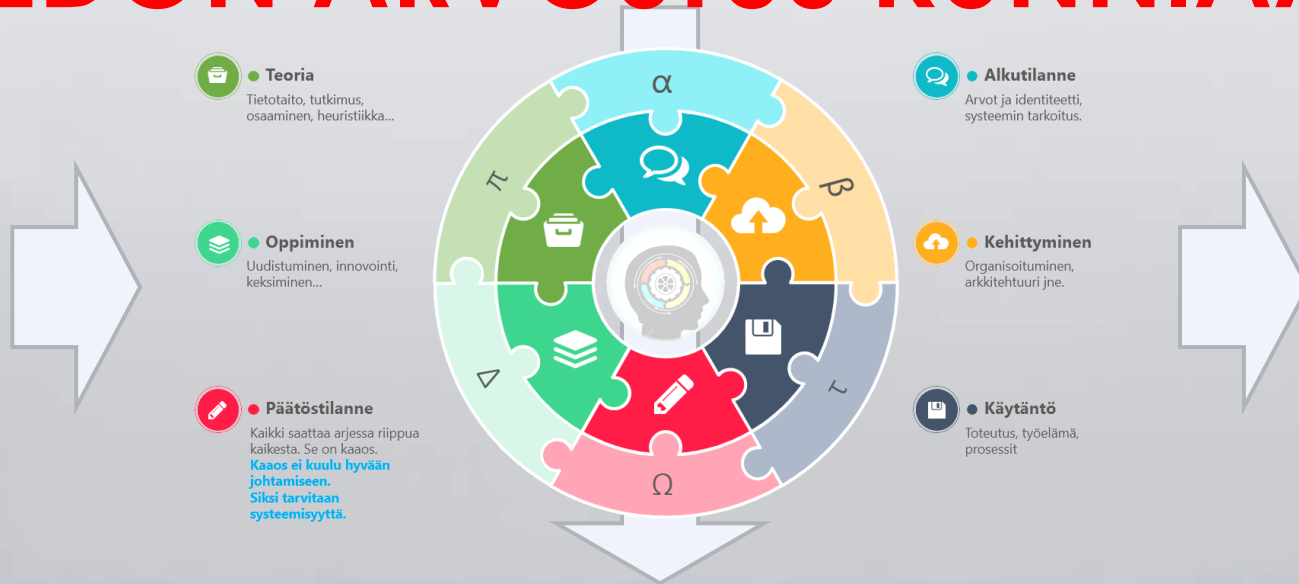 Teoria
Tietotaito, tutkimus,
osaaminen, heuristiikka...
Oppiminen
Uudistuminen, innovointi,
keksiminen...
Päätöstilanne
Kaikki saattaa arjessa riippua
kaikesta. Se on kaaos.
Kaaos ei kuulu hyvään
johtamiseen.
Siksi tarvitaan
systeemisyyttä.
α
β
π
τ
Δ
Ω
Alkutilanne
Arvot ja identiteetti,
systeemin tarkoitus.
Kehittyminen
Organisoituminen,
arkkitehtuuri jne.
Käytäntö
Toteutus, työelämä,
prosessit